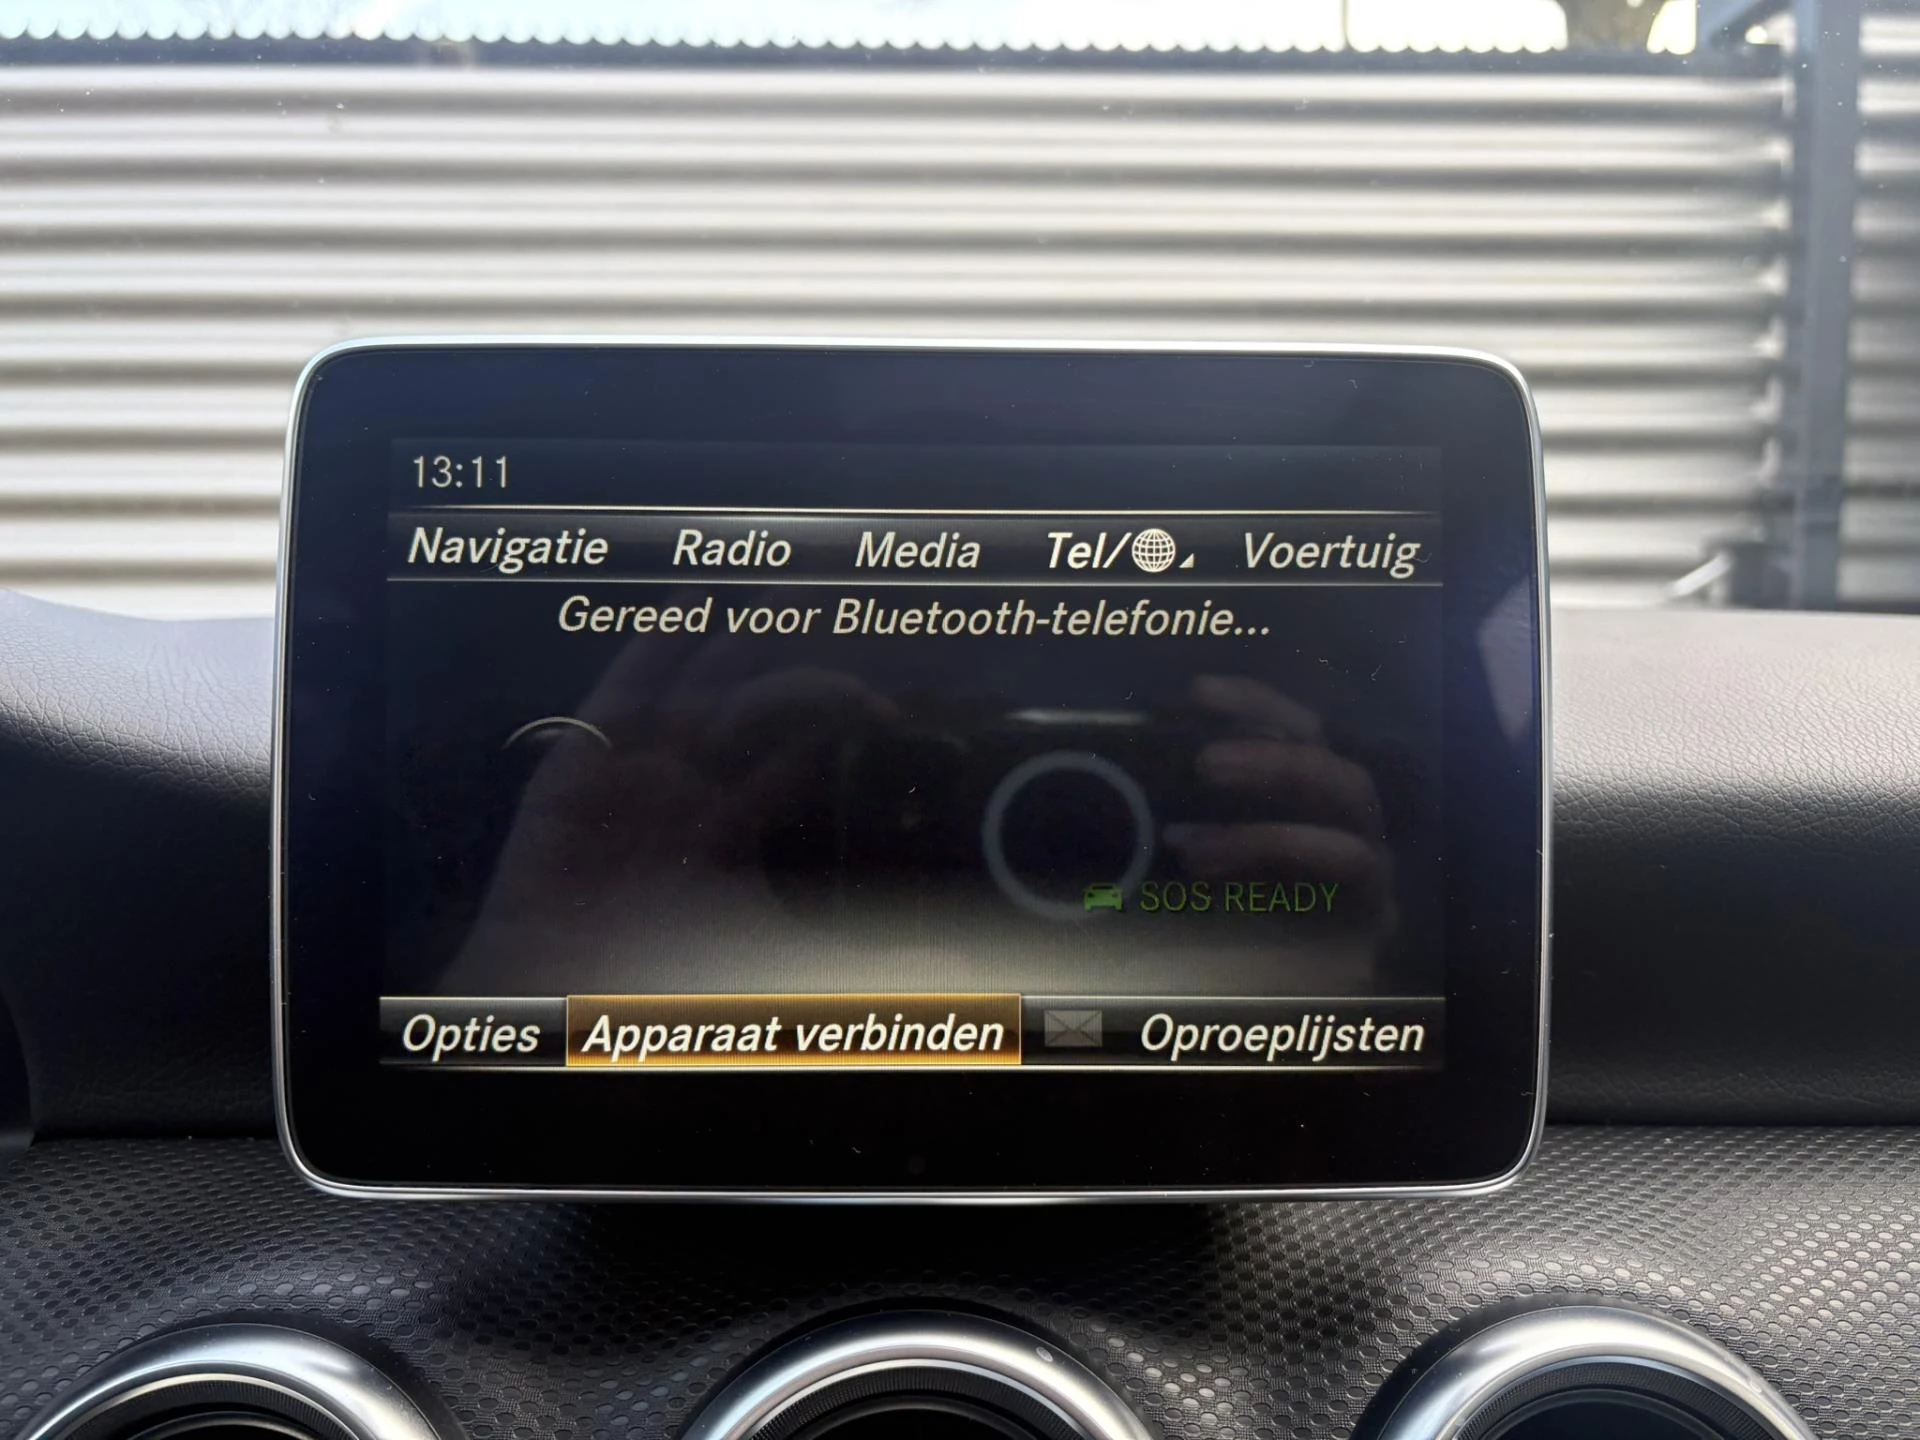 13:11
Navigatie Radio Media Tel/ Voertuig
Gereed voor Bluetooth-telefonie...
SOS READY
Opties Apparaat verbinden Oproeplijsten